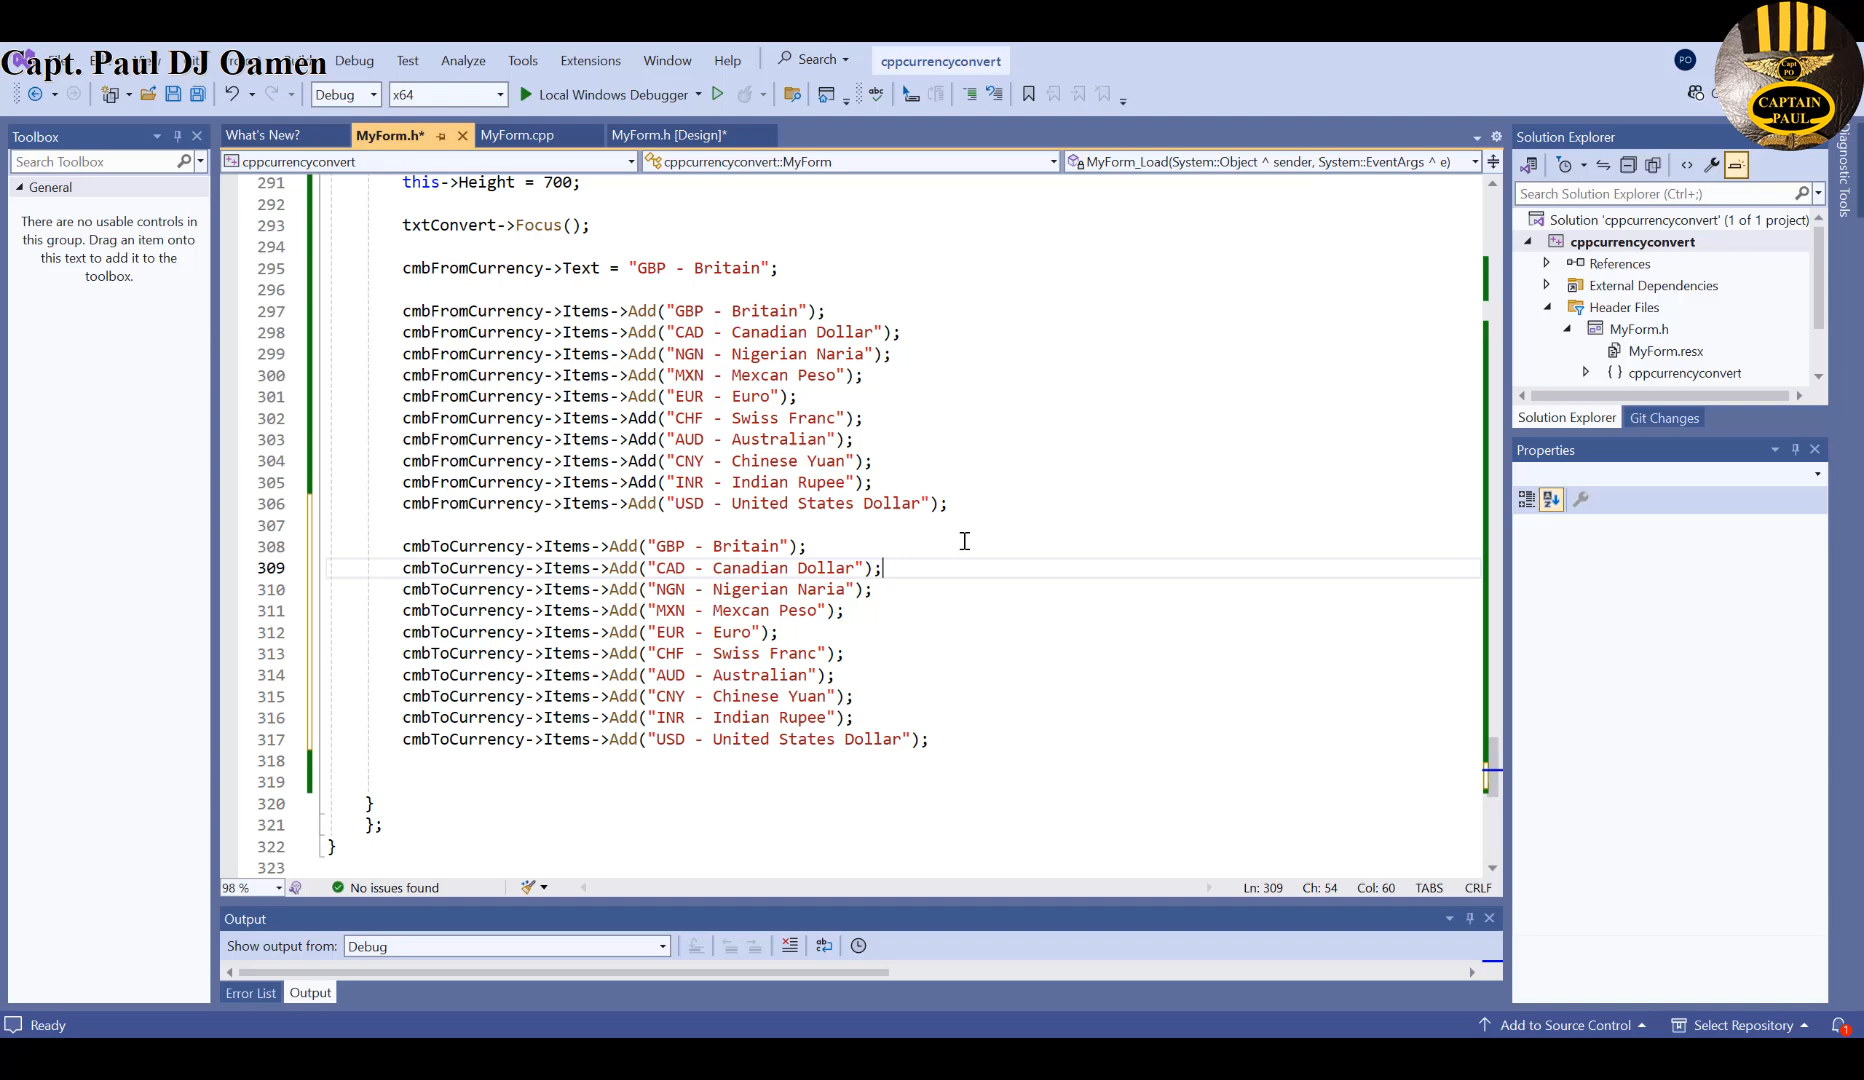 Capt. Paul DJ Oamen
Debug Test Analyze Tools Extensions Window Help Search cppcurrencyconvert PO
Debug x64 Local Windows Debugger
Capt
PO
CAPTAIN
PAUL
Toolbox
Search Toolbox
General
There are no usable controls in
this group. Drag an item onto
this text to add it to the
toolbox.
What's New? MyForm.h* MyForm.cpp MyForm.h [Design]*
cppcurrencyconvert cppcurrencyconvert::MyForm MyForm_Load(System::Object ^ sender, System::EventArgs ^ e)
291 this->Height = 700;
292
293 txtConvert->Focus();
294
295 cmbFromCurrency->Text = "GBP - Britain";
296
297 cmbFromCurrency->Items->Add("GBP - Britain");
298 cmbFromCurrency->Items->Add("CAD - Canadian Dollar");
299 cmbFromCurrency->Items->Add("NGN - Nigerian Naria");
300 cmbFromCurrency->Items->Add("MXN - Mexcan Peso");
301 cmbFromCurrency->Items->Add("EUR - Euro");
302 cmbFromCurrency->Items->Add("CHF - Swiss Franc");
303 cmbFromCurrency->Items->Add("AUD - Australian");
304 cmbFromCurrency->Items->Add("CNY - Chinese Yuan");
305 cmbFromCurrency->Items->Add("INR - Indian Rupee");
306 cmbFromCurrency->Items->Add("USD - United States Dollar");
307
308 cmbToCurrency->Items->Add("GBP - Britain");
309 cmbToCurrency->Items->Add("CAD - Canadian Dollar");
310 cmbToCurrency->Items->Add("NGN - Nigerian Naria");
311 cmbToCurrency->Items->Add("MXN - Mexcan Peso");
312 cmbToCurrency->Items->Add("EUR - Euro");
313 cmbToCurrency->Items->Add("CHF - Swiss Franc");
314 cmbToCurrency->Items->Add("AUD - Australian");
315 cmbToCurrency->Items->Add("CNY - Chinese Yuan");
316 cmbToCurrency->Items->Add("INR - Indian Rupee");
317 cmbToCurrency->Items->Add("USD - United States Dollar");
318
319
320 }
321 };
322 }
323
98 % No issues found Ln: 309 Ch: 54 Col: 60 TABS CRLF
Output
Show output from: Debug
Error List Output
Solution Explorer
Search Solution Explorer (Ctrl+;)
Solution 'cppcurrencyconvert' (1 of 1 project)
cppcurrencyconvert
References
External Dependencies
Header Files
MyForm.h
MyForm.resx
{ } cppcurrencyconvert
Solution Explorer Git Changes
Properties
Diagnostic Tools
Ready Add to Source Control Select Repository 1